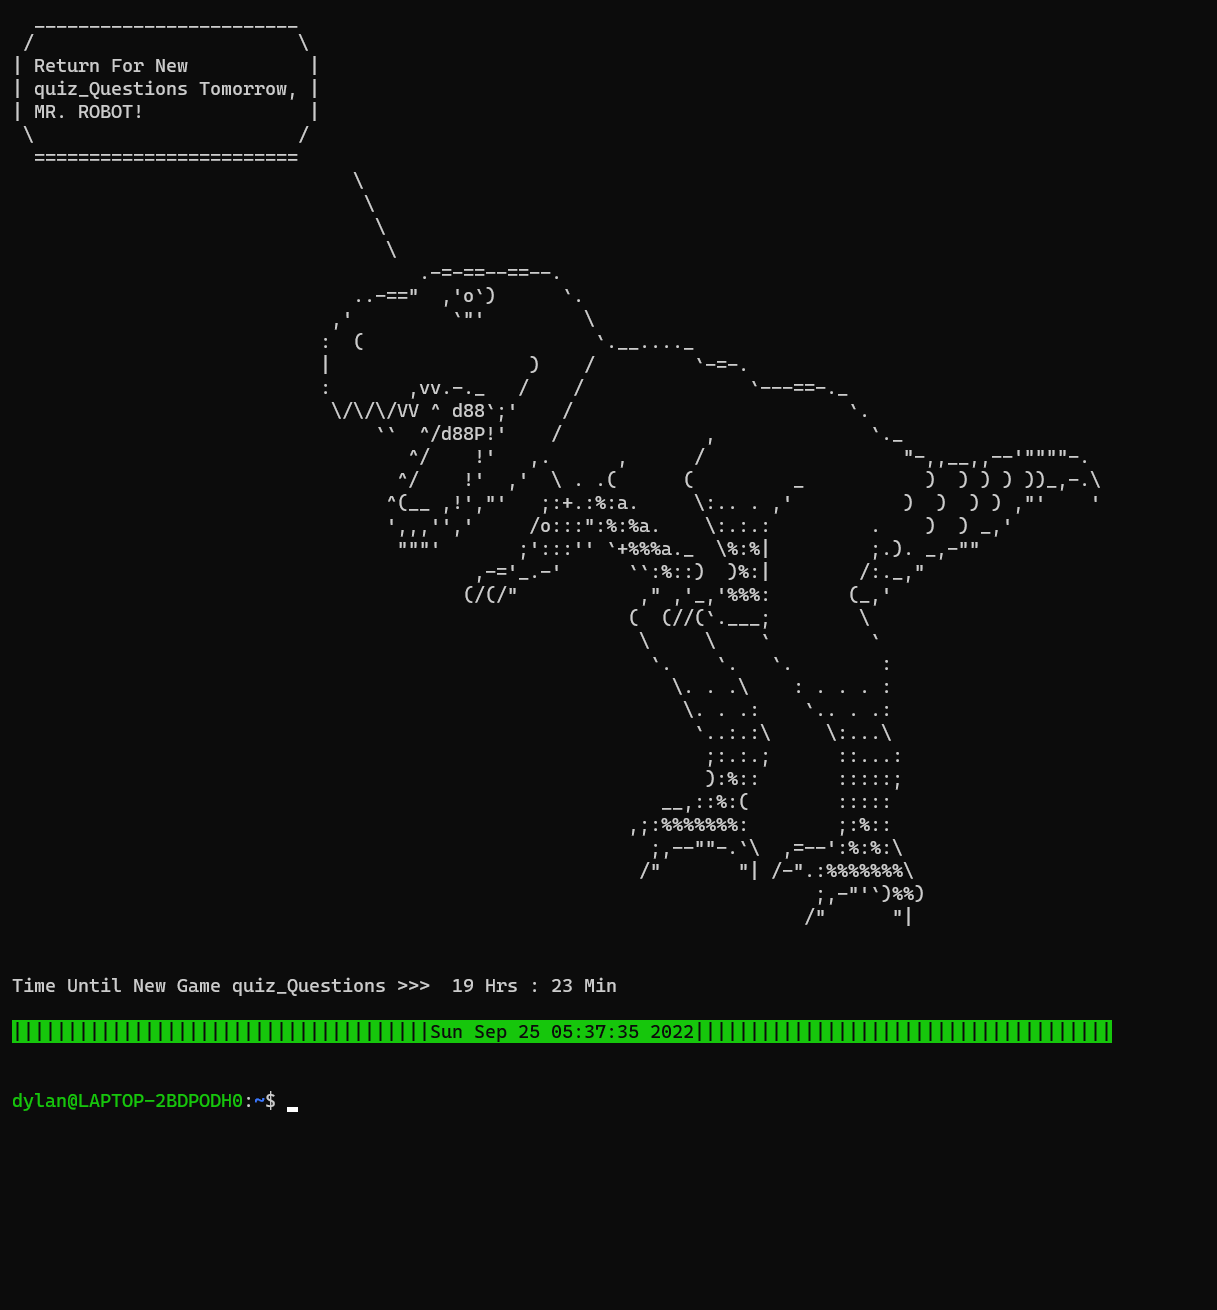 Return For New
quiz_Questions Tomorrow,
MR. ROBOT!
Time Until New Game quiz_Questions >>>  19 Hrs : 23 Min
Sun Sep 25 05:37:35 2022
dylan@LAPTOP-2BDPODH0:~$